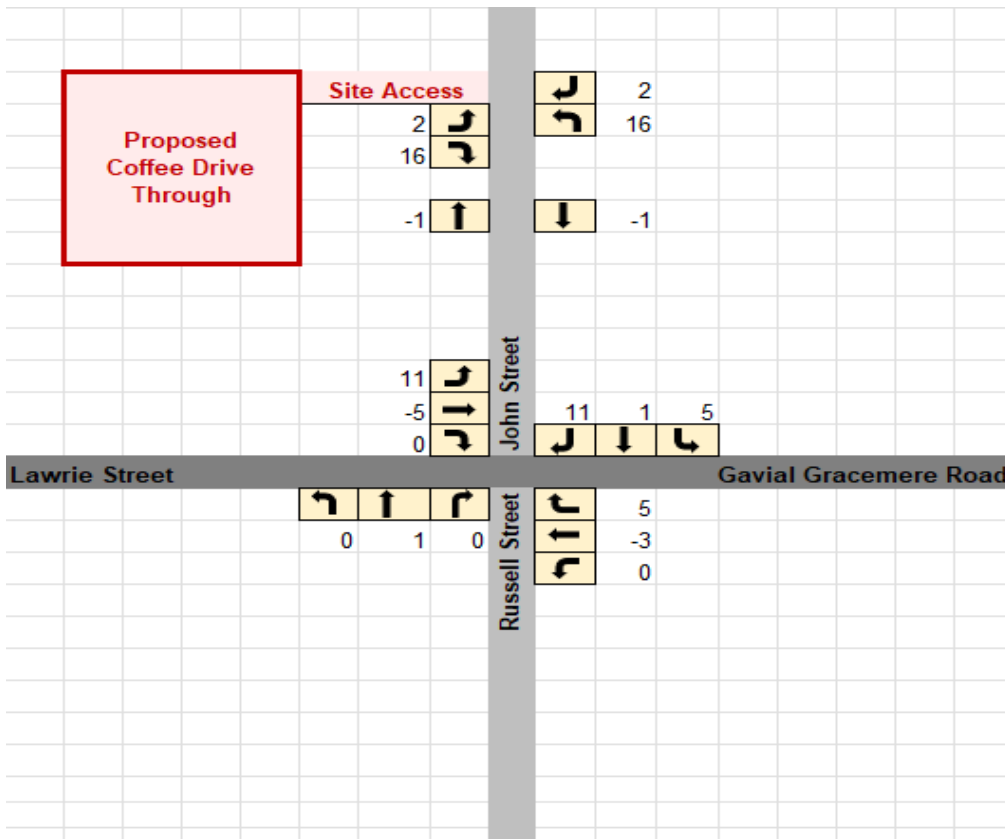 Site Access
2
2
16
Proposed
Coffee Drive
Through
16
-1
-1
John Street
11
-5
11 1 5
0
Lawrie Street
Gavial Gracemere Road
Russell Street
5
0 1 0
-3
0